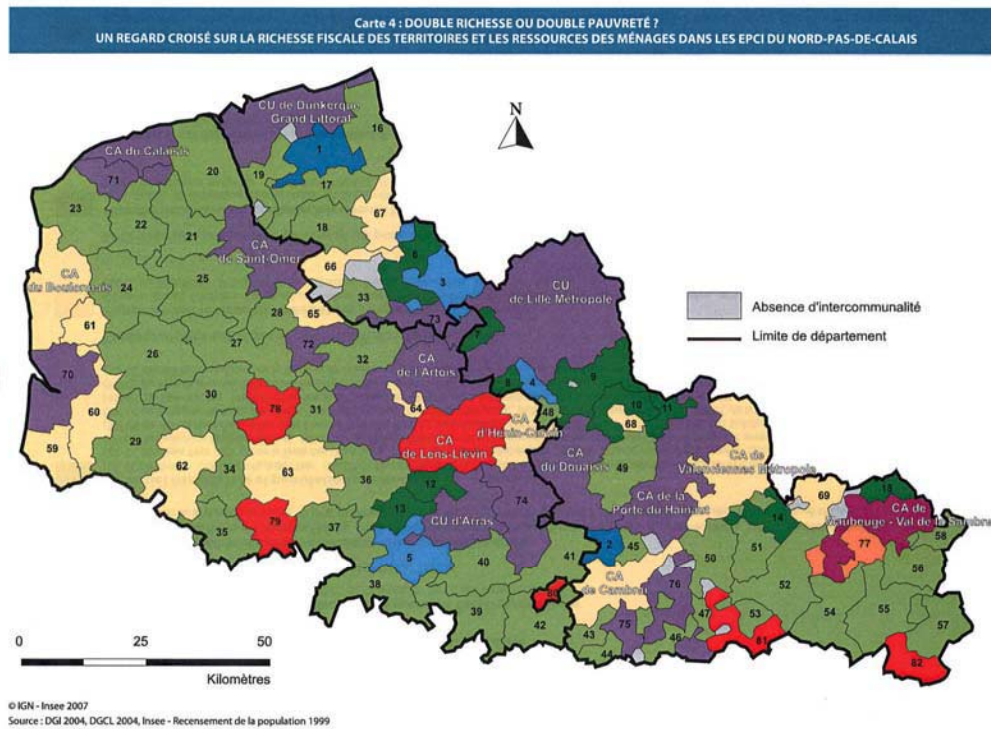 Carte 4 : DOUBLE RICHESSE OU DOUBLE PAUVRETÉ ?
UN REGARD CROISÉ SUR LA RICHESSE FISCALE DES TERRITOIRES ET LES RESSOURCES DES MÉNAGES DANS LES EPCI DU NORD-PAS-DE-CALAIS
CU de Dunkerque
Grand Littoral
16
N
CA du Calaisis
1
71
20
19
17
23
22
67
18
21
CA
de Saint-Omer
6
66
3
CU
de Lille Métropole
CA
du Boulonnais
24
25
33
Absence d'intercommunalité
61
28
65
73
7
Limite de département
72
26
27
32
CA
de l'Artois
70
8
4
9
30
78
31
64
48
10
11
60
CA
d'Hénin-Carvin
68
59
29
CA
de Lens-Liévin
62
34
63
36
CA
du Douaisis
49
CA de
Valenciennes Métropole
12
69
15
13
CU d'Arras
74
CA de la
Porte du Hainaut
14
CA de
Maubeuge - Val de la Sambre
35
79
37
5
2
45
77
58
40
41
50
51
56
38
CA
de Cambrai
76
52
80
47
53
54
55
39
42
43
75
46
81
57
44
82
0
25
50
Kilomètres
© IGN - Insee 2007
Source : DGI 2004, DGCL 2004, Insee - Recensement de la population 1999